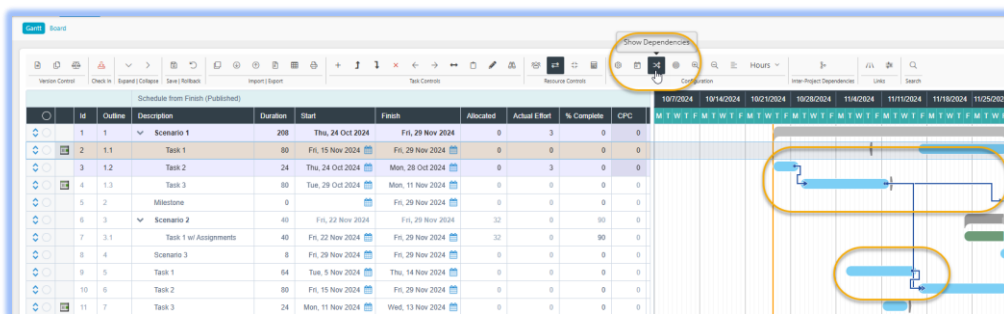 Gantt Board
Show Dependencies
Hours
Version Control Check In Expand | Collapse Save | Rollback Import | Export Task Controls Resource Controls Configuration Inter-Project Dependencies Links Search
Schedule from Finish (Published)
10/7/2024 10/14/2024 10/21/2024 10/28/2024 11/4/2024 11/11/2024 11/18/2024 11/25/202
Id Outline Description Duration Start Finish Allocated Actual Effort % Complete CPC
M T W T F M T W T F M T W T F M T W T F M T W T F M T W T F M T W T F M T W T
1 1 Scenario 1 208 Thu, 24 Oct 2024 Fri, 29 Nov 2024 0 3 0 0
2 1.1 Task 1 80 Fri, 15 Nov 2024 Fri, 29 Nov 2024 0 0 0 0
3 1.2 Task 2 24 Thu, 24 Oct 2024 Mon, 28 Oct 2024 0 3 0 0
4 1.3 Task 3 80 Tue, 29 Oct 2024 Mon, 11 Nov 2024 0 0 0 0
5 2 Milestone 0 Fri, 29 Nov 2024 0 0 0 0
6 3 Scenario 2 40 Fri, 22 Nov 2024 Fri, 29 Nov 2024 32 0 90 0
7 3.1 Task 1 w/ Assignments 40 Fri, 22 Nov 2024 Fri, 29 Nov 2024 32 0 90 0
8 4 Scenario 3 8 Fri, 29 Nov 2024 Fri, 29 Nov 2024 0 0 0 0
9 5 Task 1 64 Tue, 5 Nov 2024 Thu, 14 Nov 2024 0 0 0 0
10 6 Task 2 80 Fri, 15 Nov 2024 Fri, 29 Nov 2024 0 0 0 0
11 7 Task 3 24 Mon, 11 Nov 2024 Wed, 13 Nov 2024 0 0 0 0